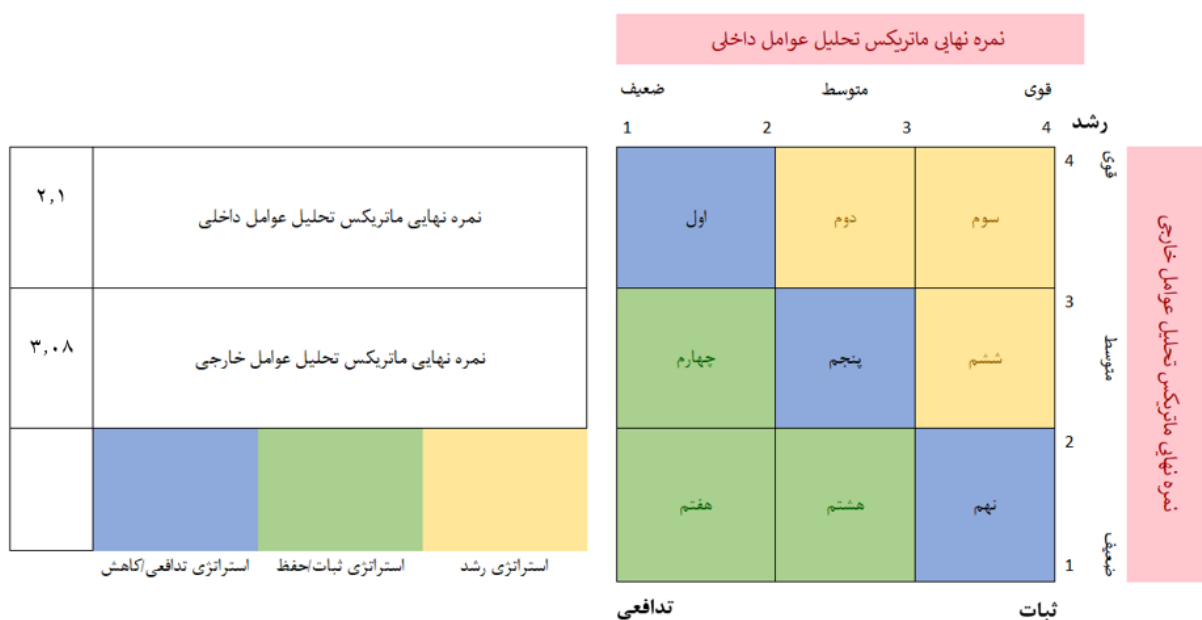 نمره نهایی ماتریکس تحلیل عوامل داخلی
قوی متوسط ضعیف
رشد
4 3 2 1
قوی
4
3
متوسط
2
1
ضعیف
نمره نهایی ماتریکس تحلیل عوامل خارجی
سوم دوم اول
ششم پنجم چهارم
نهم هشتم هفتم
ثبات تدافعی
نمره نهایی ماتریکس تحلیل عوامل داخلی ۲,۱
نمره نهایی ماتریکس تحلیل عوامل خارجی ۳,۰۸
استراتژی رشد استراتژی ثبات/حفظ استراتژی تدافعی/کاهش